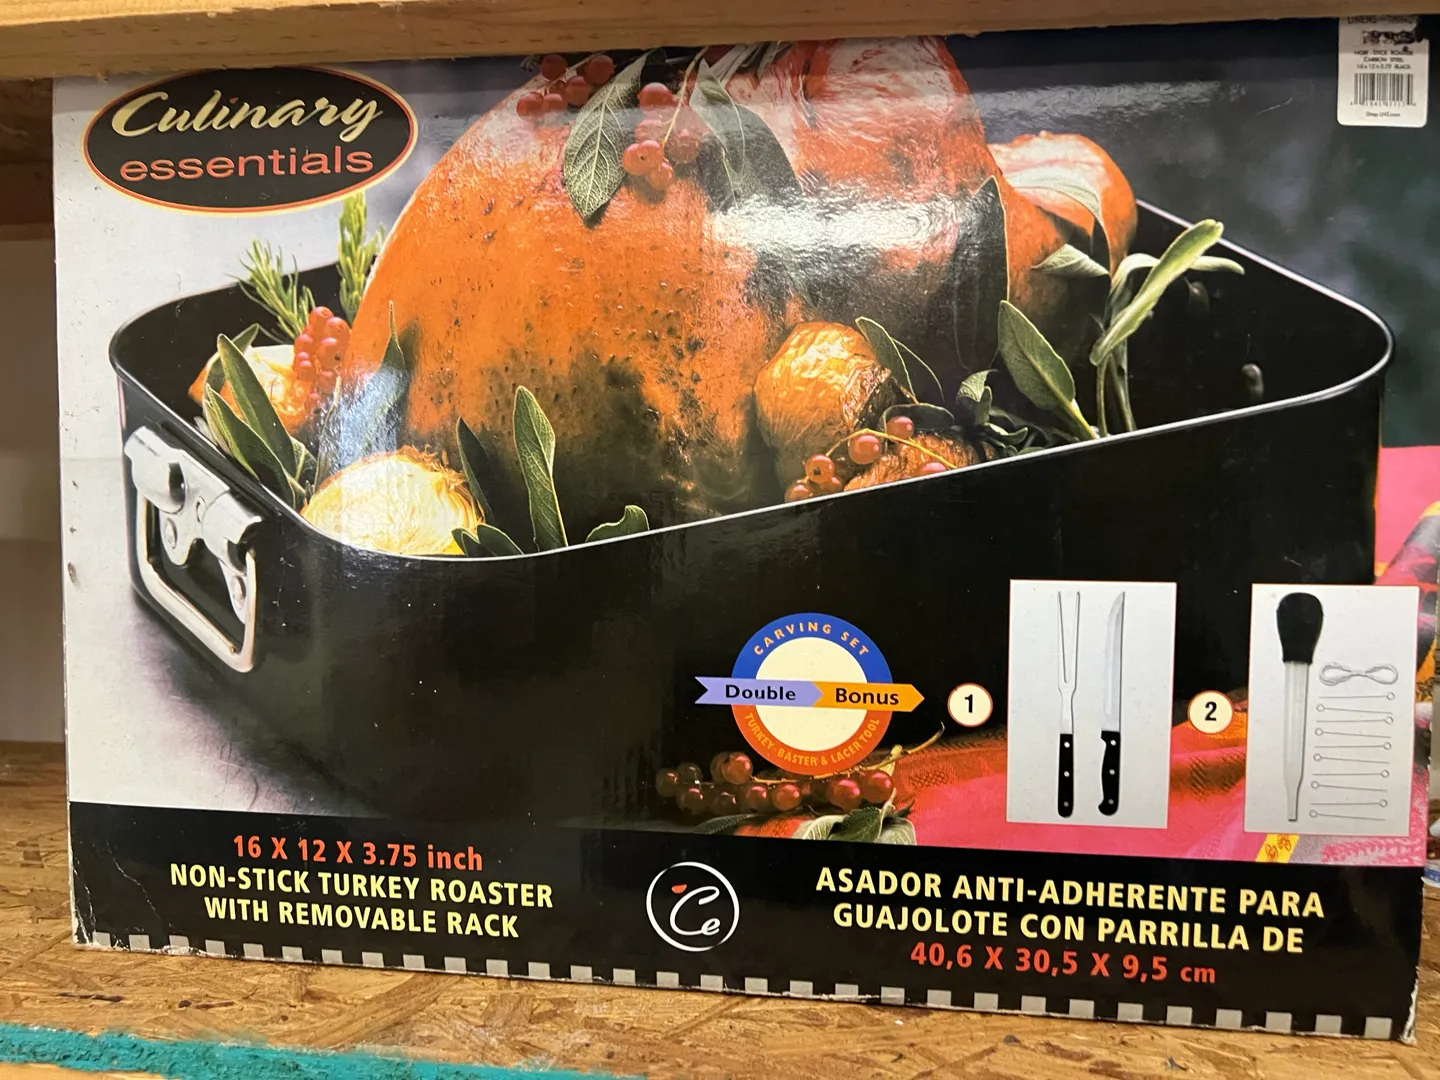 Culinary
essentials
CARBON STEEL
CARVING SET
Double Bonus
TURKEY BASTER & LACER TOOL
1
2
16 X 12 X 3.75 inch
NON-STICK TURKEY ROASTER
WITH REMOVABLE RACK
Ce
ASADOR ANTI-ADHERENTE PARA
GUAJOLOTE CON PARRILLA DE
40,6 X 30,5 X 9,5 cm